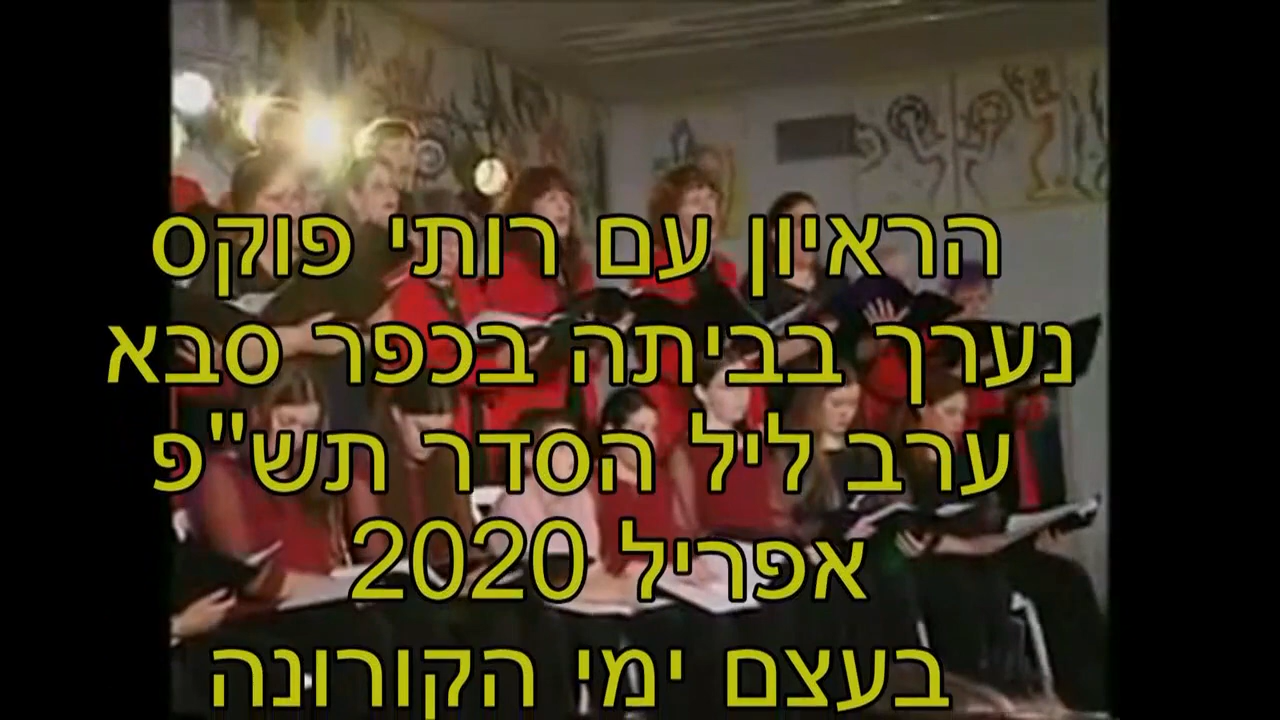 הראיון עם רותי פוקס
נערך בביתה בכפר סבא
ערב ליל הסדר תש"פ
אפריל 2020
בעצם ימי הקורונה